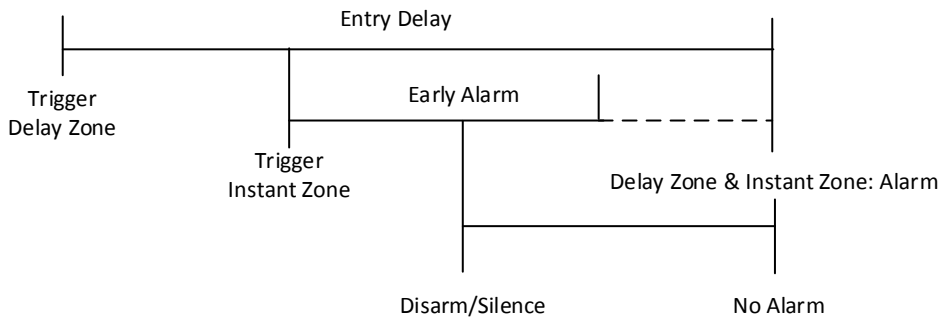 Entry Delay
Trigger
Delay Zone
Early Alarm
Trigger
Instant Zone
Delay Zone & Instant Zone: Alarm
Disarm/Silence
No Alarm